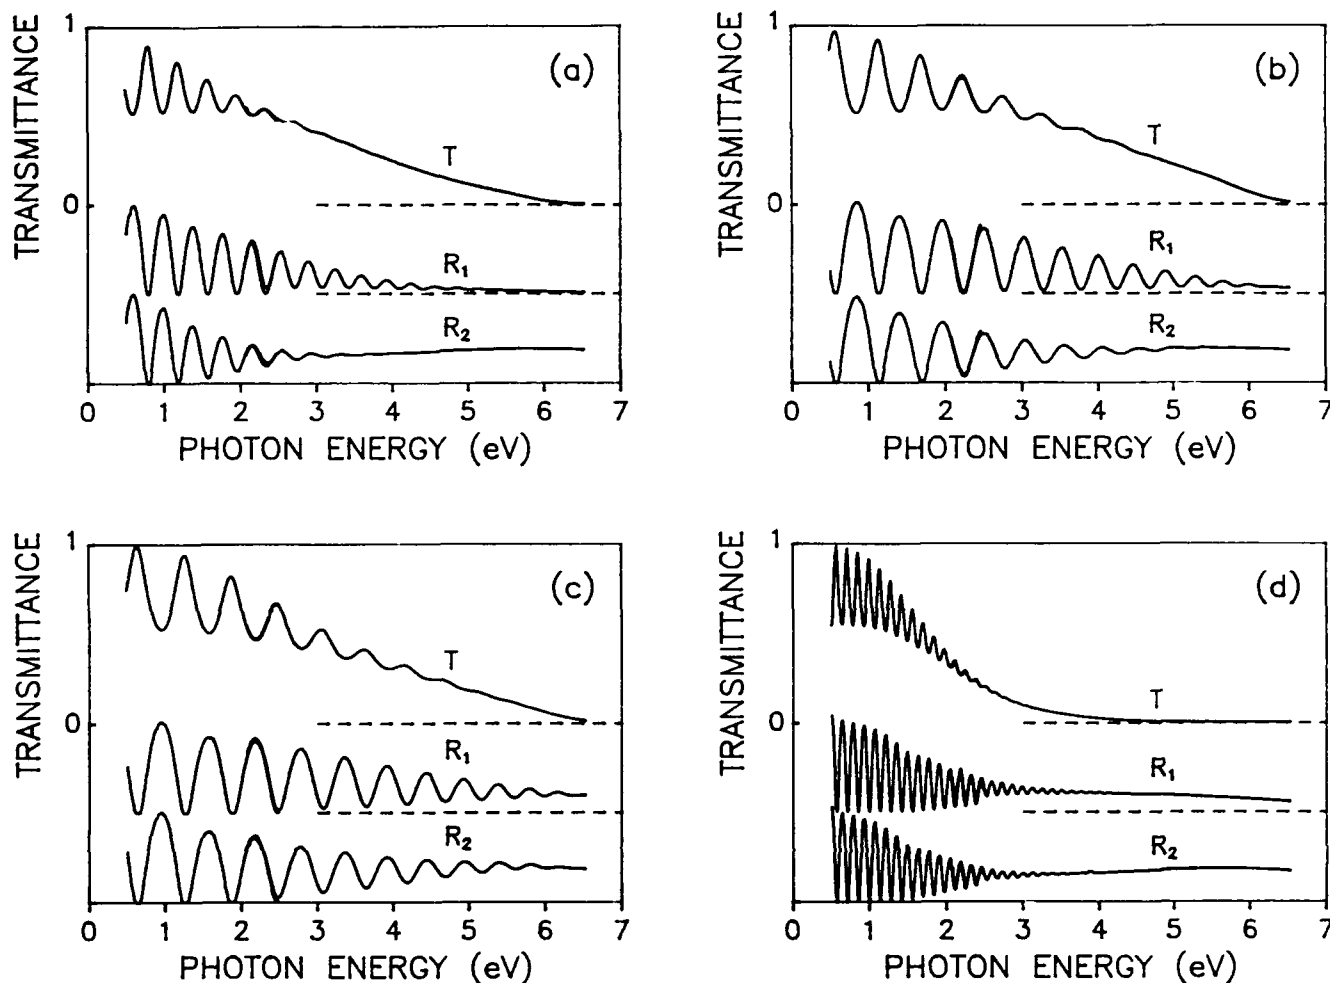 TRANSMITTANCE
1
0
(a)
T
R₁
R₂
0 1 2 3 4 5 6 7
PHOTON ENERGY (eV)
TRANSMITTANCE
1
0
(b)
T
R₁
R₂
0 1 2 3 4 5 6 7
PHOTON ENERGY (eV)
TRANSMITTANCE
1
0
(c)
T
R₁
R₂
0 1 2 3 4 5 6 7
PHOTON ENERGY (eV)
TRANSMITTANCE
1
0
(d)
T
R₁
R₂
0 1 2 3 4 5 6 7
PHOTON ENERGY (eV)